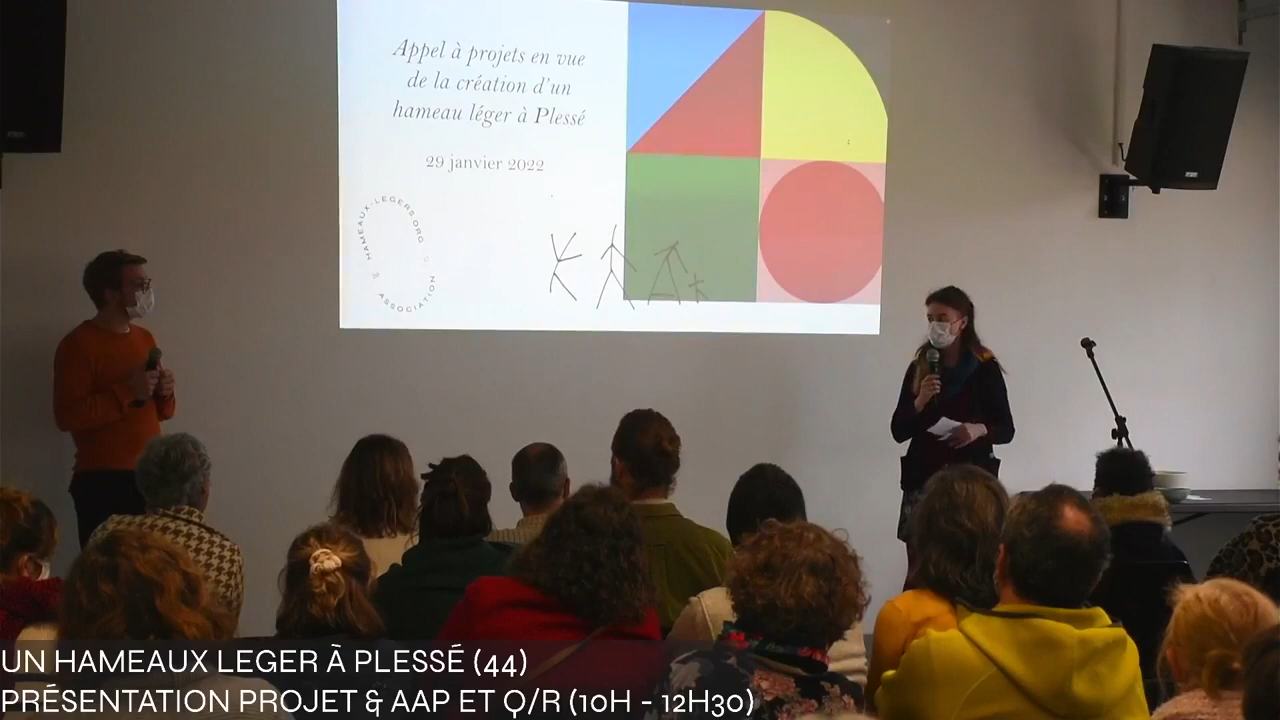 Appel à projets en vue
de la création d'un
hameau léger à Plessé
29 janvier 2022
HAMEAUX-LEGERS.ORG
ASSOCIATION
UN HAMEAUX LEGER À PLESSÉ (44)
PRÉSENTATION PROJET & AAP ET Q/R (10H - 12H30)